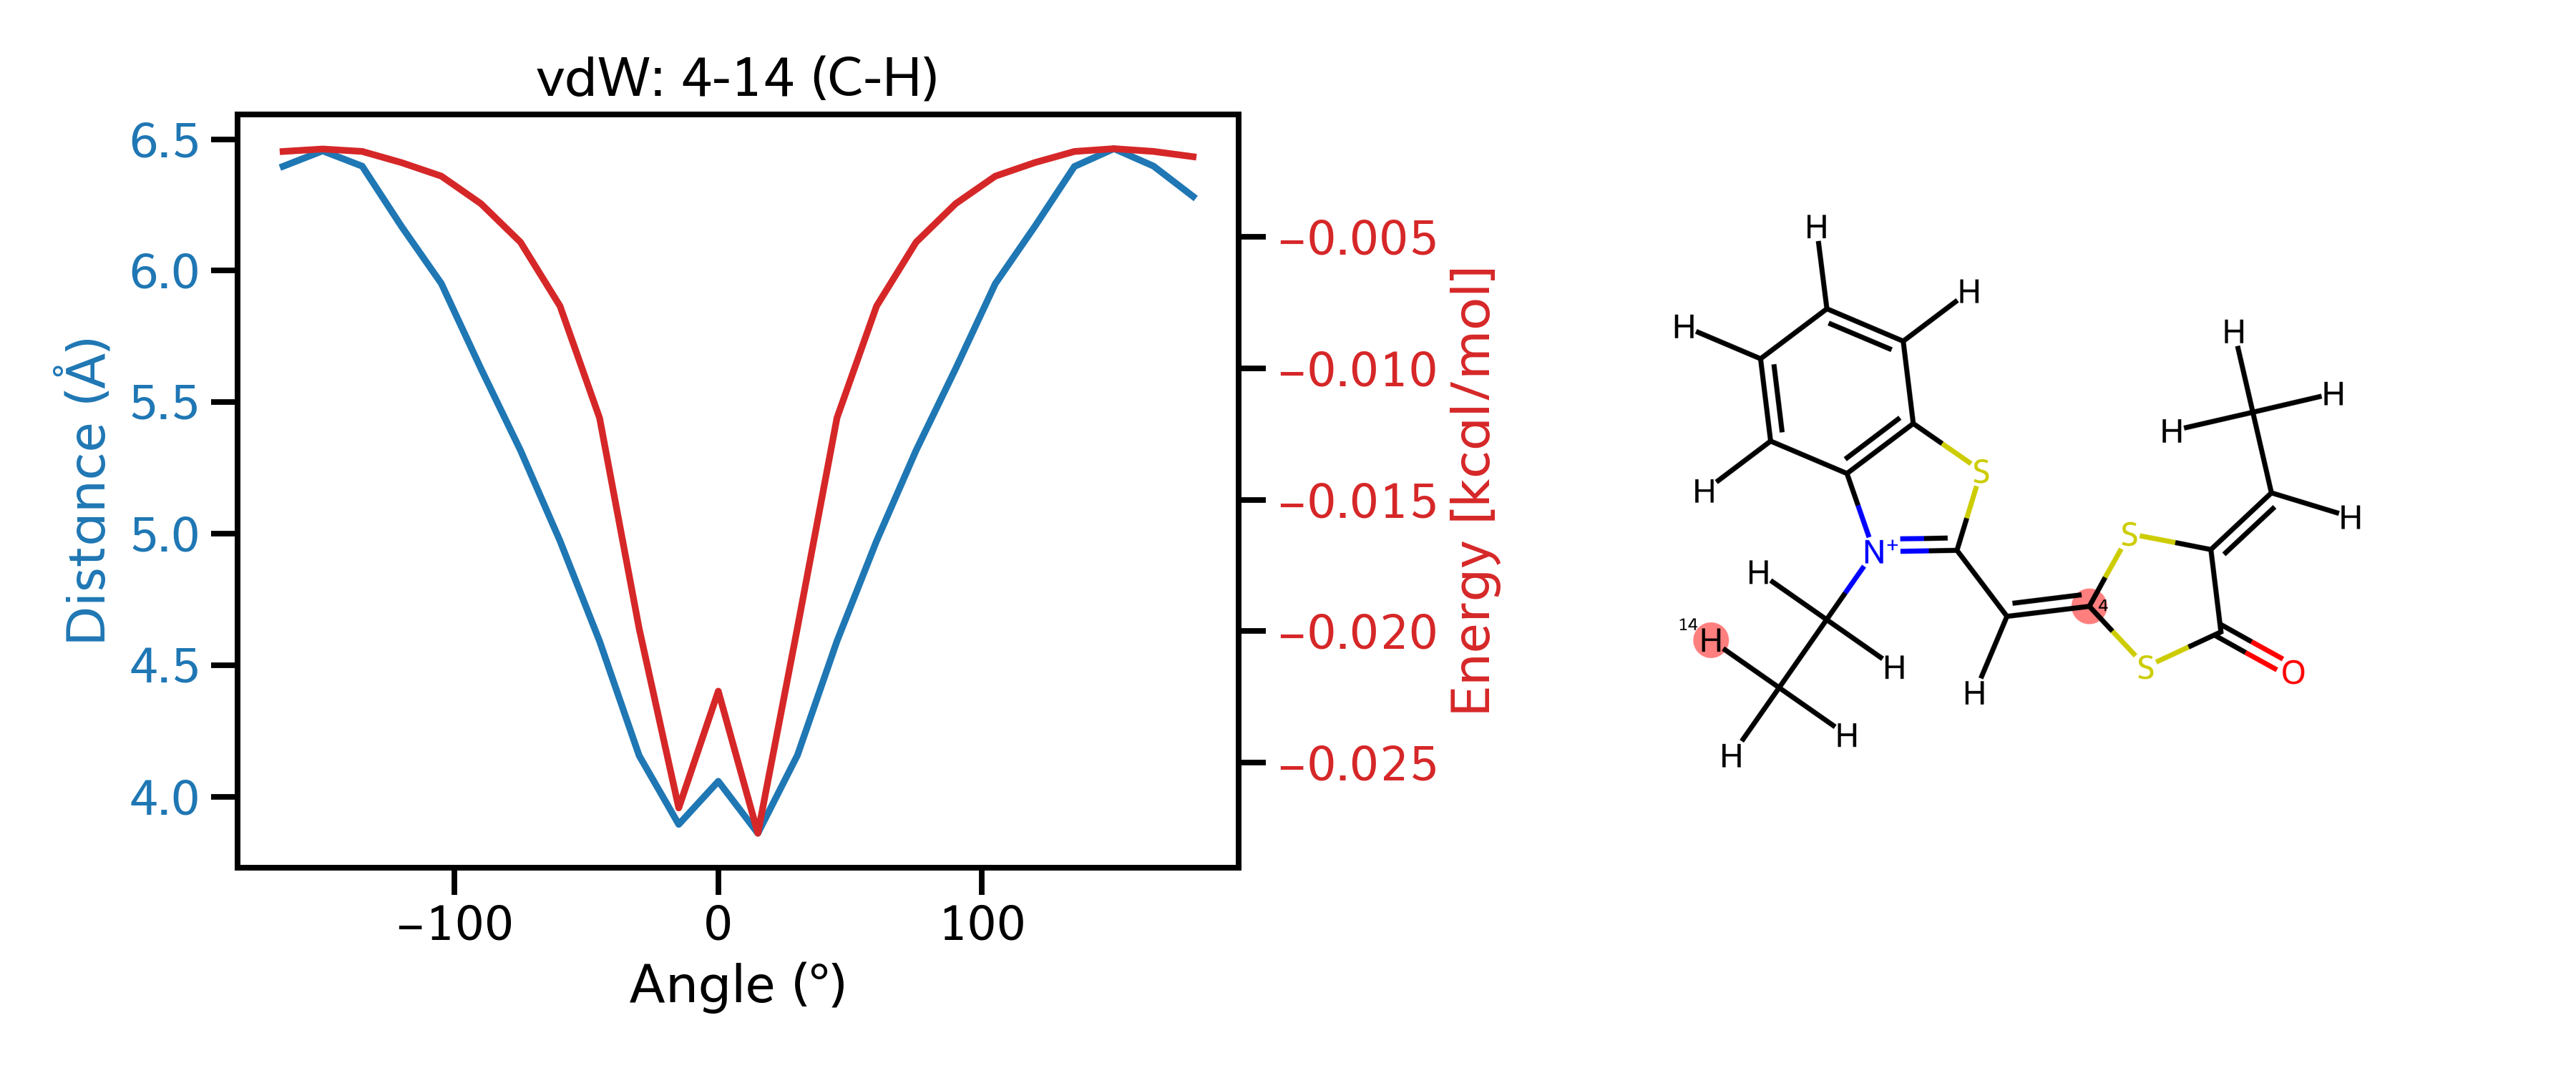 vdW: 4-14 (C-H)
6.5
6.0
5.5
5.0
4.5
4.0
Distance (Å)
−0.005
−0.010
−0.015
−0.020
−0.025
Energy [kcal/mol]
−100 0 100
Angle (°)
H
H
H
H
H
H
S
H
H
S
H
N+
H
4
14H
H
S
O
H
H
H